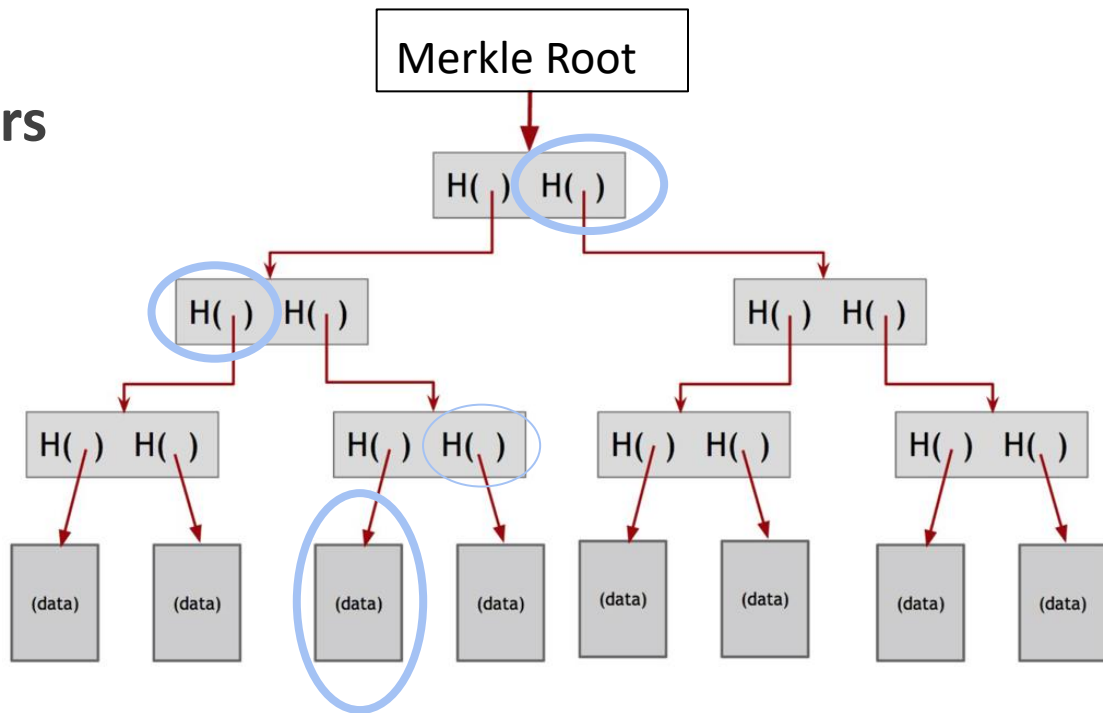 Merkle Root
rs
H( ) H( )
H( ) H( )
H( ) H( )
H( ) H( )
H( ) H( )
H( ) H( )
H( ) H( )
(data)
(data)
(data)
(data)
(data)
(data)
(data)
(data)